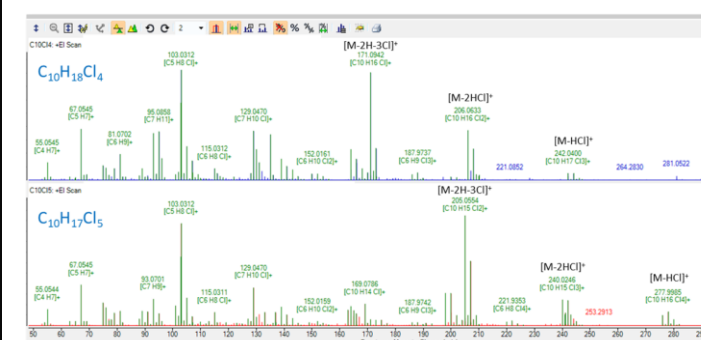 2
C10Cl4: +EI Scan
C₁₀H₁₈Cl₄
55.0545
[C4 H7]+
67.0545
[C5 H7]+
81.0702
[C6 H9]+
95.0858
[C7 H11]+
103.0312
[C5 H8 Cl]+
115.0312
[C6 H8 Cl]+
129.0470
[C7 H10 Cl]+
152.0161
[C6 H10 Cl2]+
[M-2H-3Cl]⁺
171.0942
[C10 H16 Cl]+
187.9737
[C6 H9 Cl3]+
[M-2HCl]⁺
206.0633
[C10 H16 Cl2]+
221.0852
[M-HCl]⁺
242.0400
[C10 H17 Cl3]+
264.2830
281.0522
C10Cl5: +EI Scan
C₁₀H₁₇Cl₅
55.0544
[C4 H7]+
67.0545
[C5 H7]+
93.0701
[C7 H9]+
103.0312
[C5 H8 Cl]+
115.0311
[C6 H8 Cl]+
129.0470
[C7 H10 Cl]+
152.0159
[C6 H10 Cl2]+
169.0786
[C10 H14 Cl]+
187.9742
[C6 H9 Cl3]+
[M-2H-3Cl]⁺
205.0554
[C10 H15 Cl2]+
221.9353
[C6 H8 Cl4]+
[M-2HCl]⁺
240.0246
[C10 H15 Cl3]+
253.2913
[M-HCl]⁺
277.9985
[C10 H16 Cl4]+
50 60 70 80 90 100 110 120 130 140 150 160 170 180 190 200 210 220 230 240 250 260 270 280 290